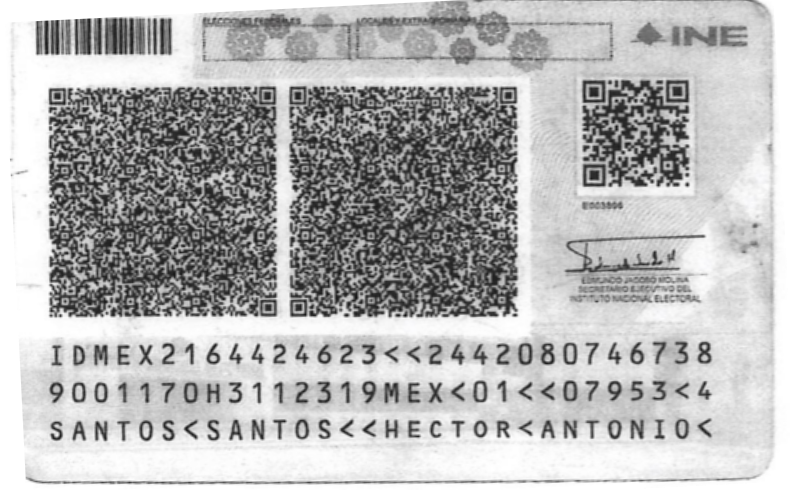 ELECCIONES FEDERALES LOCALES Y EXTRAORDINARIAS
INE
E003806
EDMUNDO JACOBO MOLINA
SECRETARIO EJECUTIVO DEL
INSTITUTO NACIONAL ELECTORAL
IDMEX2164424623<<2442080746738
9001170H3112319MEX<01<<07953<4
SANTOS<SANTOS<<HECTOR<ANTONIO<